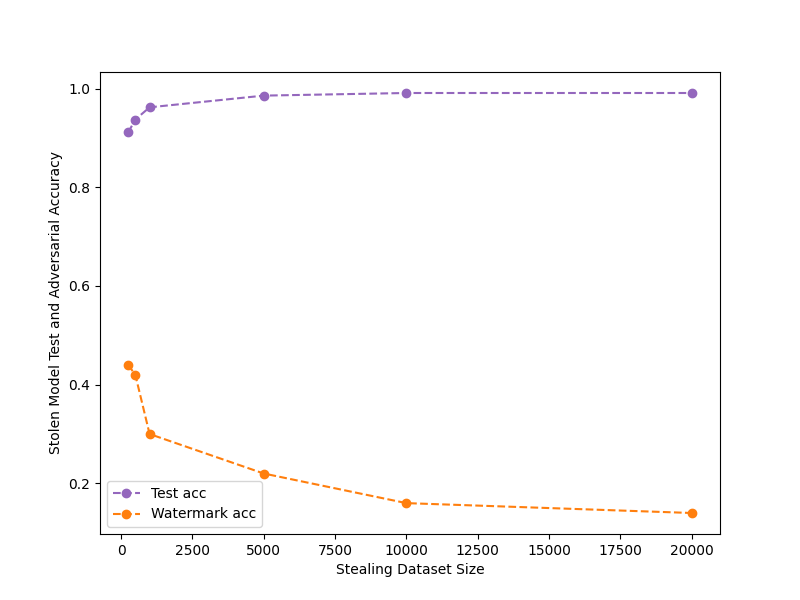 1.0
0.8
0.6
0.4
0.2
Stolen Model Test and Adversarial Accuracy
Test acc
Watermark acc
0 2500 5000 7500 10000 12500 15000 17500 20000
Stealing Dataset Size